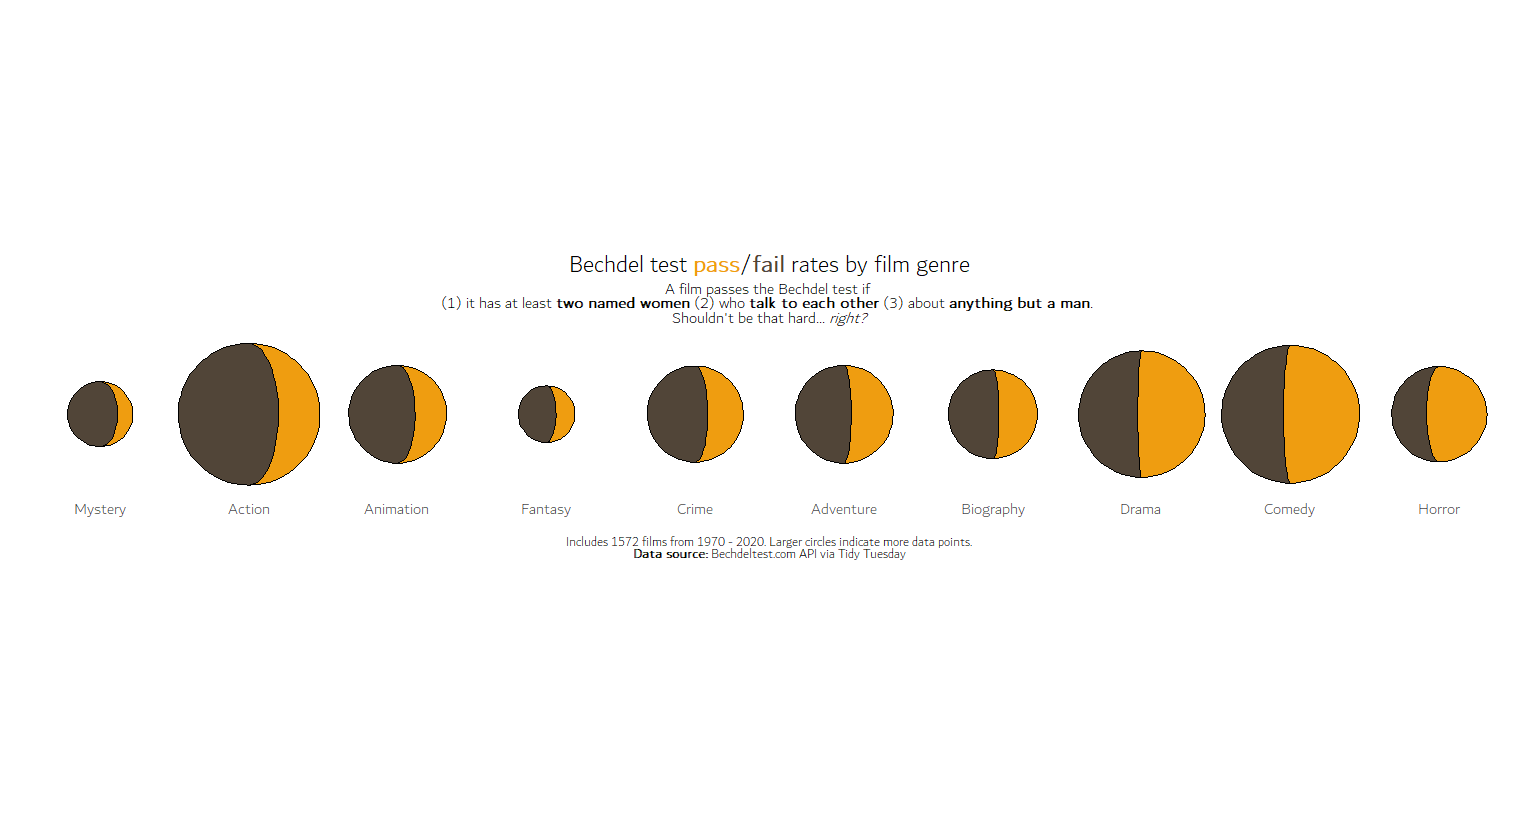 Bechdel test pass/fail rates by film genre
A film passes the Bechdel test if
(1) it has at least two named women (2) who talk to each other (3) about anything but a man.
Shouldn't be that hard... right?
Mystery Action Animation Fantasy Crime Adventure Biography Drama Comedy Horror
Includes 1572 films from 1970 - 2020. Larger circles indicate more data points.
Data source: Bechdeltest.com API via Tidy Tuesday